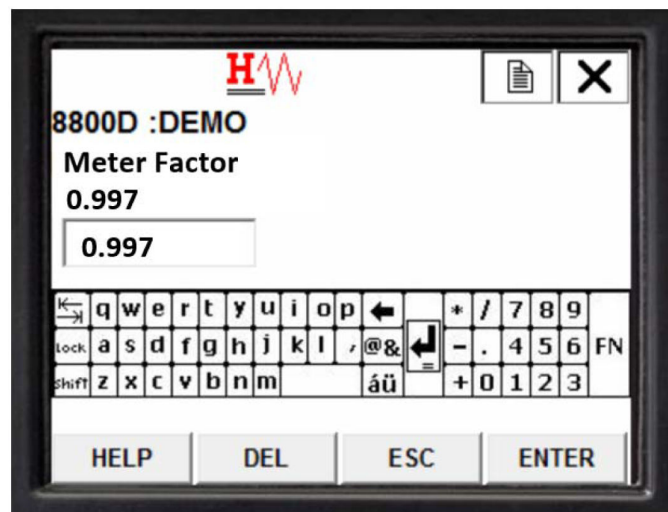 H
8800D :DEMO
Meter Factor
0.997
0.997
q w e r t y u i o p * / 7 8 9
Lock a s d f g h j k l , @& = - . 4 5 6 FN
Shift z x c v b n m áü + 0 1 2 3
HELP DEL ESC ENTER